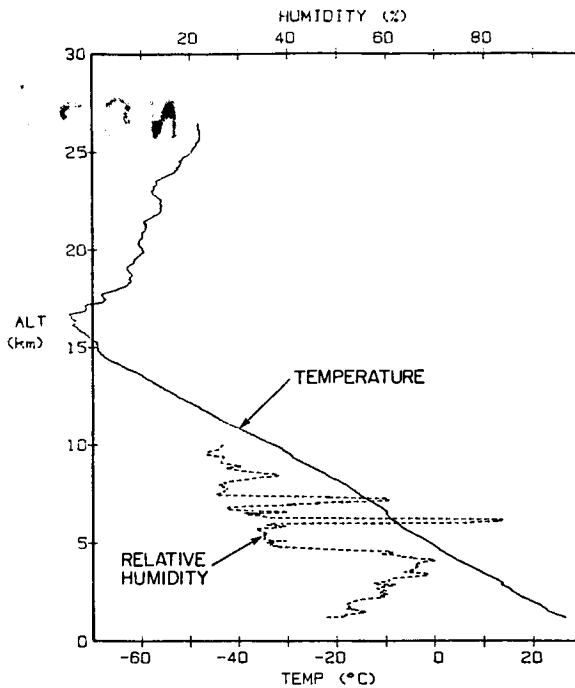 HUMIDITY (%)
20 40 60 80
30
25
20
ALT
(km)
15
TEMPERATURE
10
5
RELATIVE
HUMIDITY
0
-60 -40 -20 0 20
TEMP (°C)